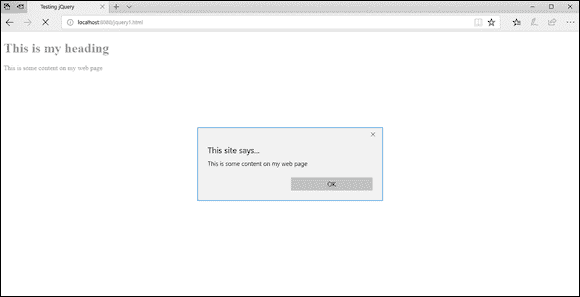 Testing jQuery
localhost:8080/jquery1.html
This is my heading
This is some content on my web page
This site says...
This is some content on my web page
OK